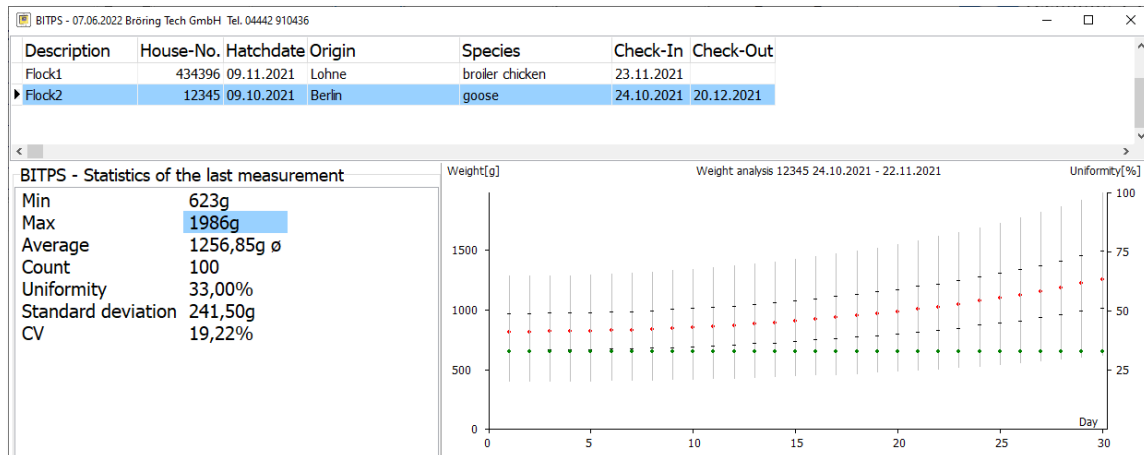 BITPS - 07.06.2022 Bröring Tech GmbH Tel. 04442 910436
Description House-No. Hatchdate Origin Species Check-In Check-Out
Flock1 434396 09.11.2021 Lohne broiler chicken 23.11.2021
Flock2 12345 09.10.2021 Berlin goose 24.10.2021 20.12.2021
BITPS - Statistics of the last measurement
Min 623g
Max 1986g
Average 1256,85g ø
Count 100
Uniformity 33,00%
Standard deviation 241,50g
CV 19,22%
Weight[g] Weight analysis 12345 24.10.2021 - 22.11.2021 Uniformity[%]
100
1500 75
1000 50
500 25
Day
0
0 5 10 15 20 25 30